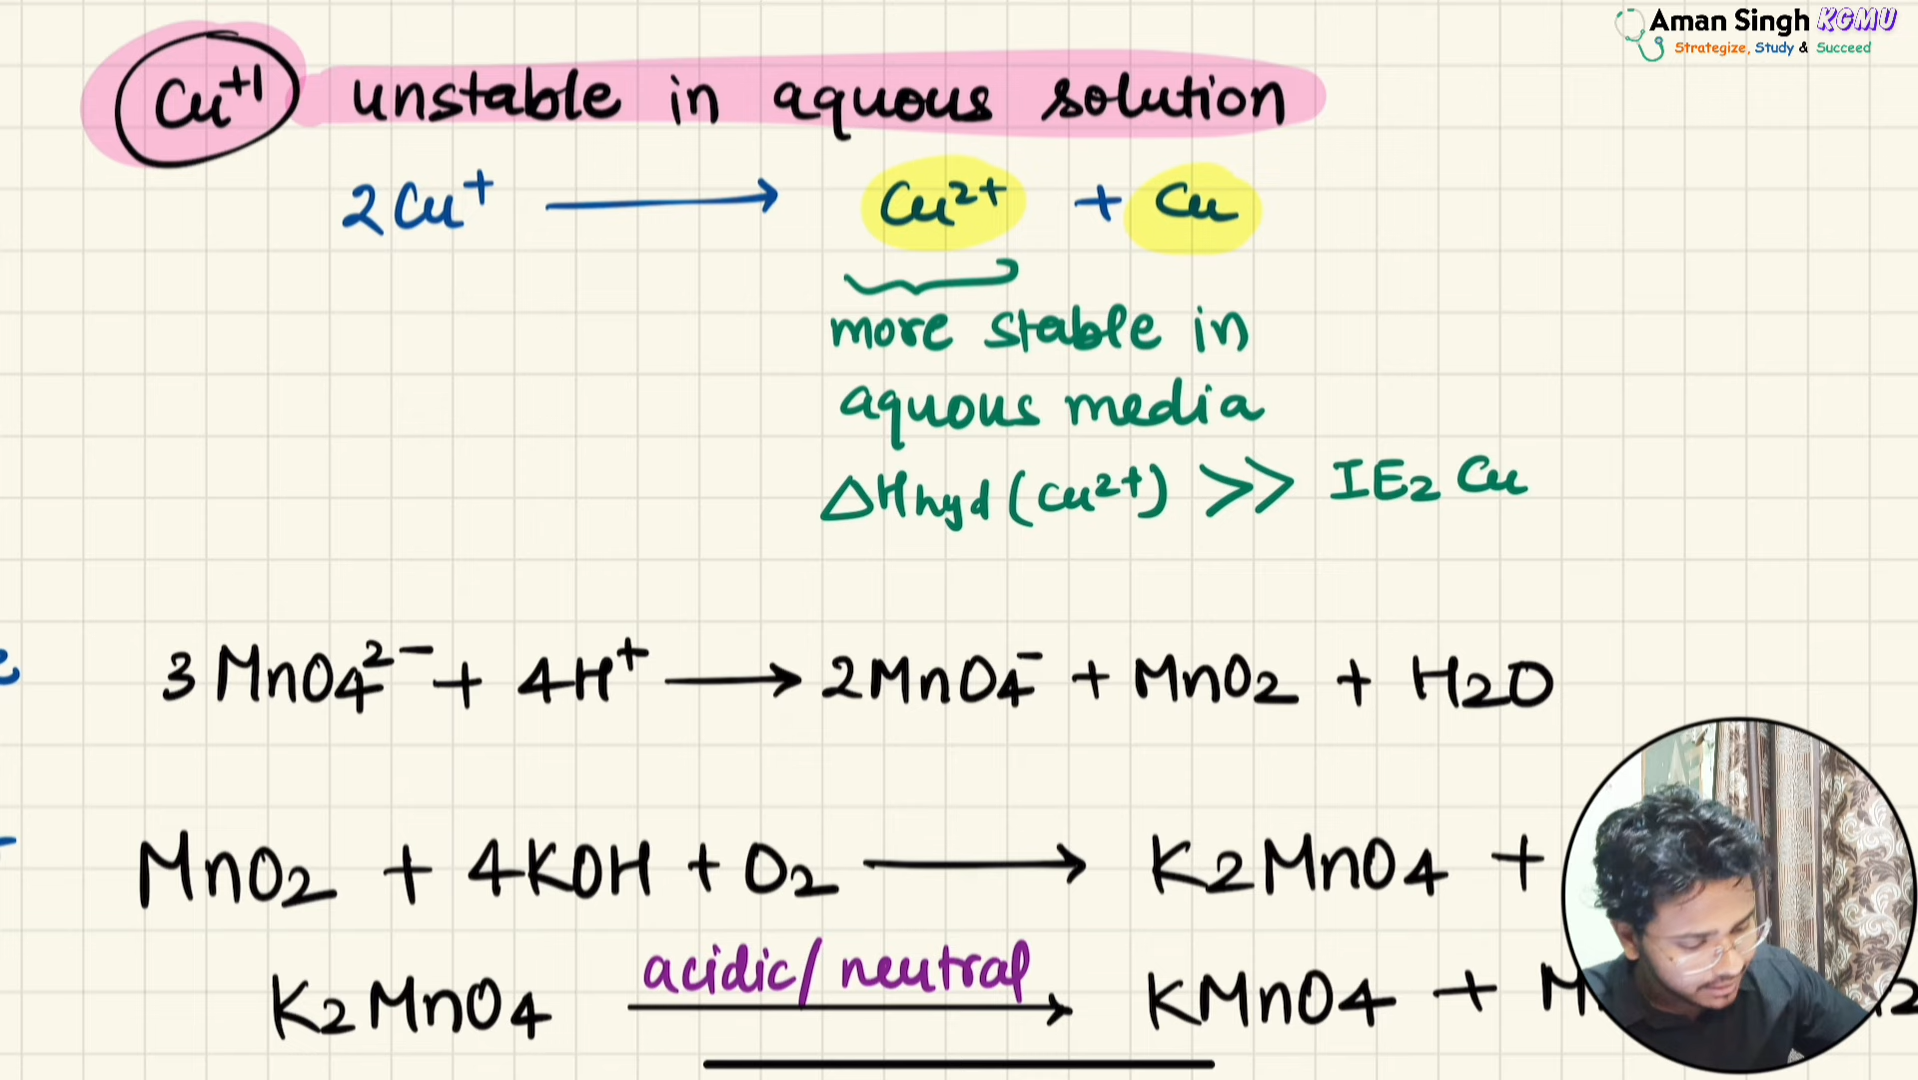 Aman Singh KGMU
Strategize, Study & Succeed
Cu⁺¹ unstable in aquous solution
2Cu⁺ ⟶ Cu²⁺ + Cu
more stable in
aquous media
ΔHhyd (Cu²⁺) >> IE₂ Cu
3MnO₄²⁻ + 4H⁺ ⟶ 2MnO₄⁻ + MnO₂ + H₂O
MnO₂ + 4KOH + O₂ ⟶ K₂MnO₄ +
acidic/neutral
K₂MnO₄ ⟶ KMnO₄ +